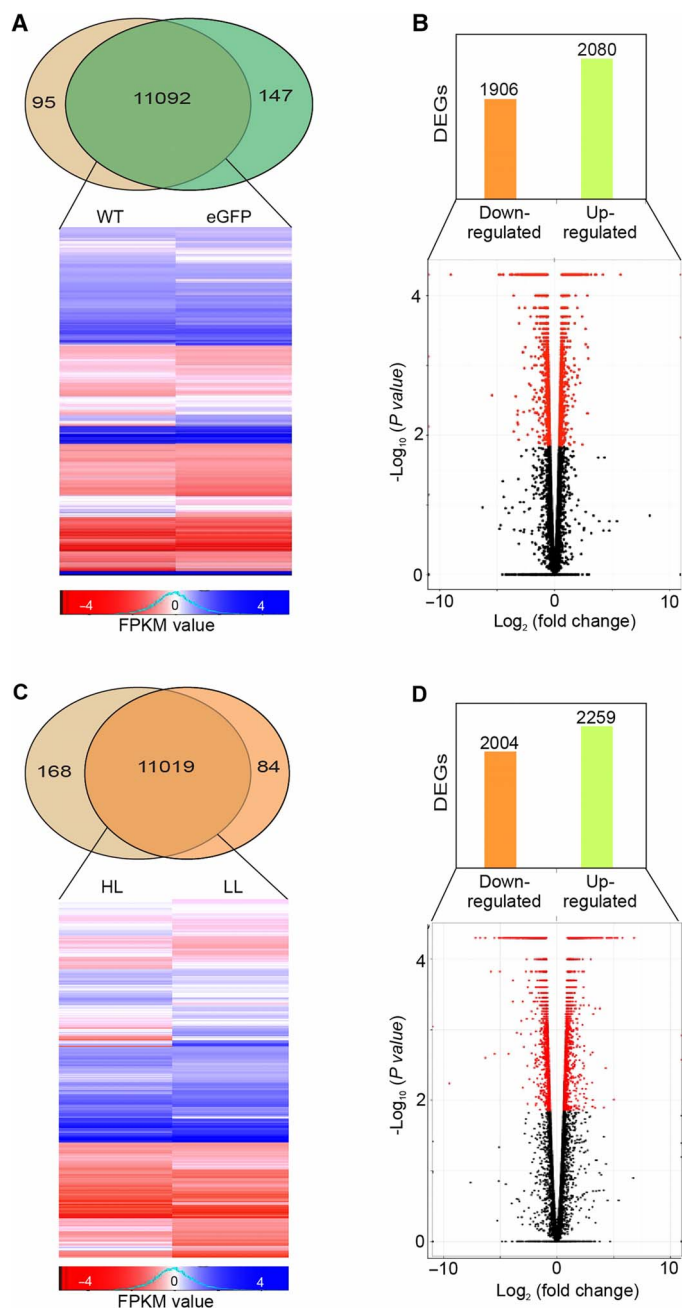 A
95
11092
147
WT
eGFP
−4
0
4
FPKM value
B
DEGs
1906
2080
Down-
regulated
Up-
regulated
-Log₁₀ (P value)
4
2
0
−10
0
10
Log₂ (fold change)
C
168
11019
84
HL
LL
−4
0
4
FPKM value
D
DEGs
2004
2259
Down-
regulated
Up-
regulated
-Log₁₀ (P value)
4
2
0
−10
0
10
Log₂ (fold change)